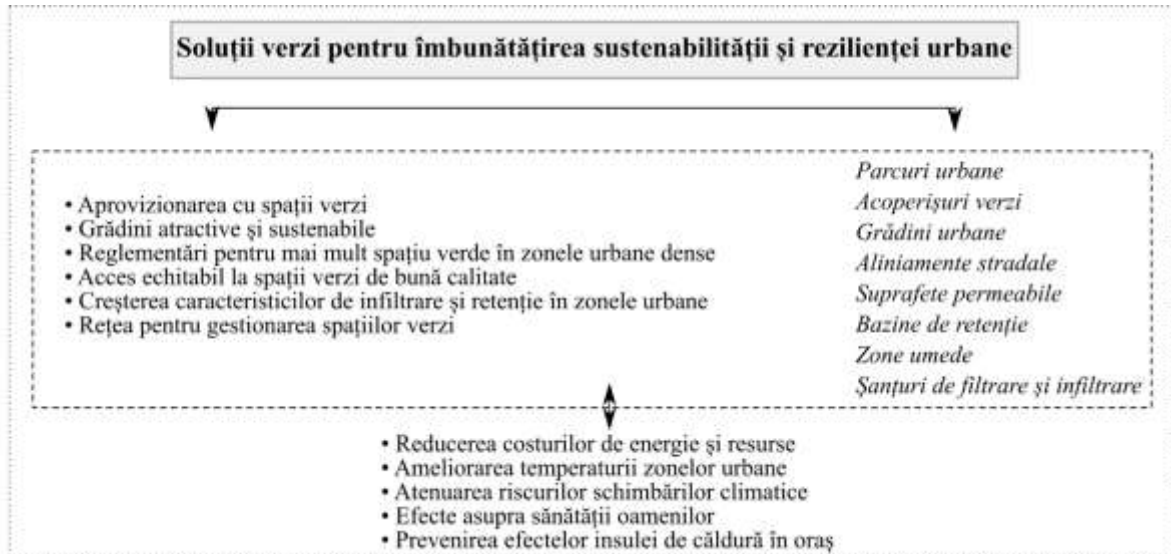 Soluții verzi pentru îmbunătățirea sustenabilității și rezilienței urbane
• Aprovizionarea cu spații verzi
• Grădini atractive și sustenabile
• Reglementări pentru mai mult spațiu verde în zonele urbane dense
• Acces echitabil la spații verzi de bună calitate
• Creșterea caracteristicilor de infiltrare și retenție în zonele urbane
• Rețea pentru gestionarea spațiilor verzi
Parcuri urbane
Acoperișuri verzi
Grădini urbane
Aliniamente stradale
Suprafete permeabile
Bazine de retenție
Zone umede
Șanțuri de filtrare și infiltrare
• Reducerea costurilor de energie și resurse
• Ameliorarea temperaturii zonelor urbane
• Atenuarea riscurilor schimbărilor climatice
• Efecte asupra sănătății oamenilor
• Prevenirea efectelor insulei de căldură în oraș